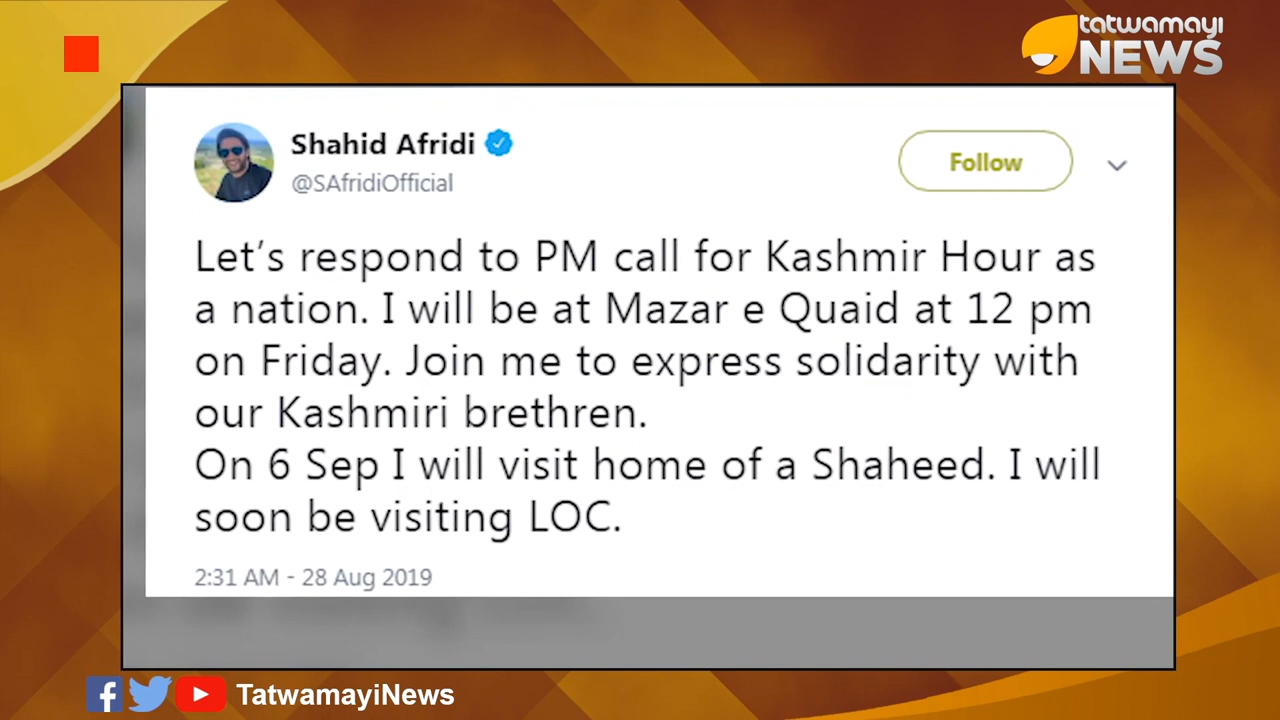 tatwamayi
NEWS
Shahid Afridi
@SAfridiOfficial
Follow
Let’s respond to PM call for Kashmir Hour as
a nation. I will be at Mazar e Quaid at 12 pm
on Friday. Join me to express solidarity with
our Kashmiri brethren.
On 6 Sep I will visit home of a Shaheed. I will
soon be visiting LOC.
2:31 AM - 28 Aug 2019
TatwamayiNews